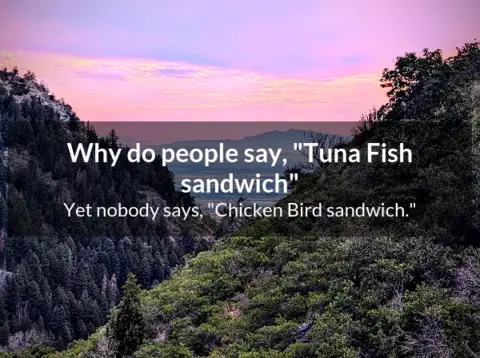 Why do people say, "Tuna Fish
sandwich"
Yet nobody says, "Chicken Bird sandwich."